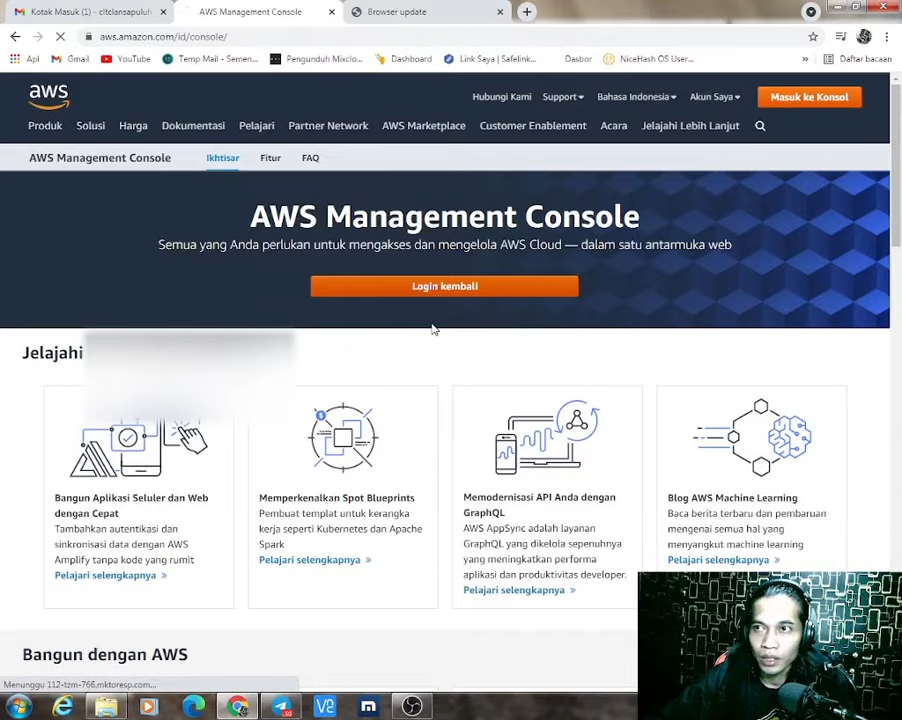 Kotak Masuk (1) - cltclansapuluh
AWS Management Console
Browser update
aws.amazon.com/id/console/
Apl
Gmail
YouTube
Temp Mail - Semen...
Pengunduh Mixclo...
Dashboard
Link Saya | Safelink...
Dasbor
NiceHash OS User...
»
Daftar bacaan
aws
Hubungi Kami
Support
Bahasa Indonesia
Akun Saya
Masuk ke Konsol
Produk
Solusi
Harga
Dokumentasi
Pelajari
Partner Network
AWS Marketplace
Customer Enablement
Acara
Jelajahi Lebih Lanjut
AWS Management Console
Ikhtisar
Fitur
FAQ
AWS Management Console
Semua yang Anda perlukan untuk mengakses dan mengelola AWS Cloud — dalam satu antarmuka web
Login kembali
Jelajahi
Bangun Aplikasi Seluler dan Web
dengan Cepat
Tambahkan autentikasi dan
sinkronisasi data dengan AWS
Amplify tanpa kode yang rumit
Pelajari selengkapnya »
Memperkenalkan Spot Blueprints
Pembuat templat untuk kerangka
kerja seperti Kubernetes dan Apache
Spark
Pelajari selengkapnya »
Memodernisasi API Anda dengan
GraphQL
AWS AppSync adalah layanan
GraphQL yang dikelola sepenuhnya
yang meningkatkan performa
aplikasi dan produktivitas developer.
Pelajari selengkapnya »
Blog AWS Machine Learning
Baca berita terbaru dan pembaruan
mengenai semua hal yang
menyangkut machine learning
Pelajari selengkapnya »
Bangun dengan AWS
Menunggu 112-tzm-766.mktoresp.com...